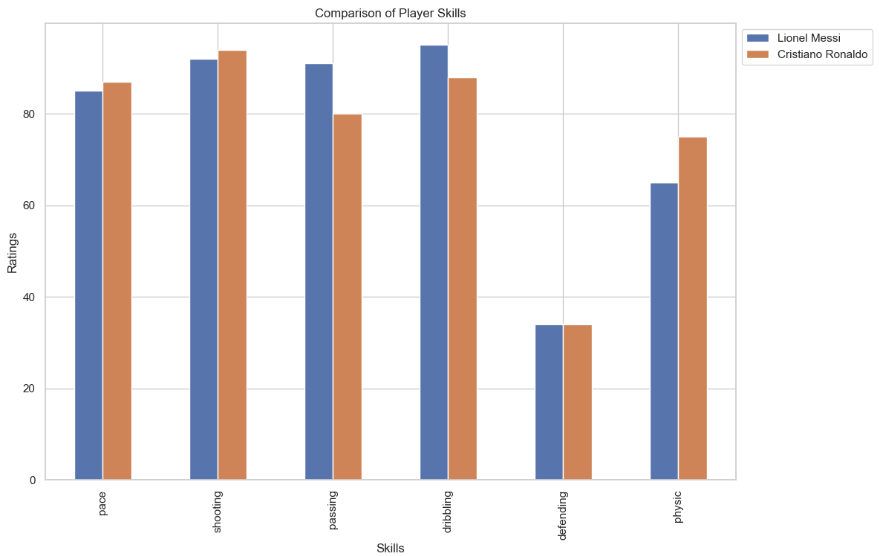 Comparison of Player Skills
Lionel Messi
Cristiano Ronaldo
Ratings
80
60
40
20
0
pace
shooting
passing
dribbling
defending
physic
Skills